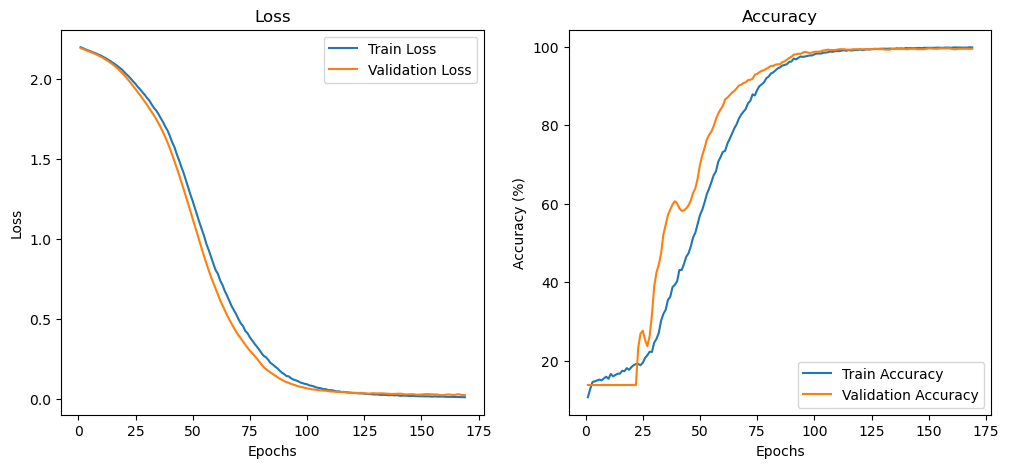 Loss
Train Loss
Validation Loss
2.0
1.5
1.0
0.5
0.0
Loss
0 25 50 75 100 125 150 175
Epochs
Accuracy
100
80
60
40
20
Accuracy (%)
Train Accuracy
Validation Accuracy
0 25 50 75 100 125 150 175
Epochs